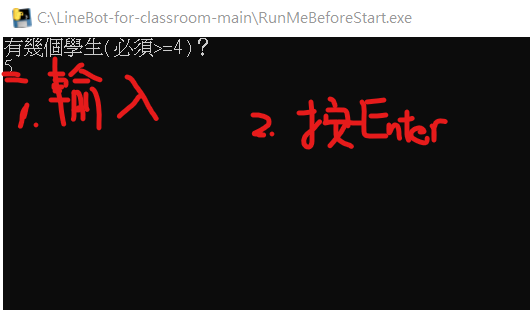 C:\LineBot-for-classroom-main\RunMeBeforeStart.exe
有幾個學生(必須>=4)？
5
1. 輸入
2. 按Enter